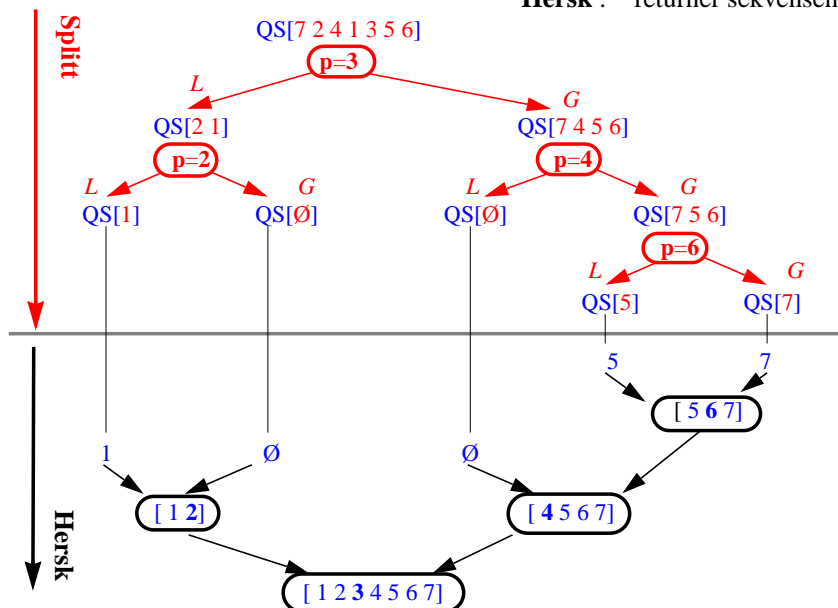 Hersk : returner sekvensen
Splitt
QS[7 2 4 1 3 5 6]
p=3
L G
QS[2 1] QS[7 4 5 6]
p=2 p=4
L G L G
QS[1] QS[Ø] QS[Ø] QS[7 5 6]
p=6
L G
QS[5] QS[7]
5 7
[ 5 6 7]
1 Ø Ø
[ 1 2] [ 4 5 6 7]
Hersk
[ 1 2 3 4 5 6 7]